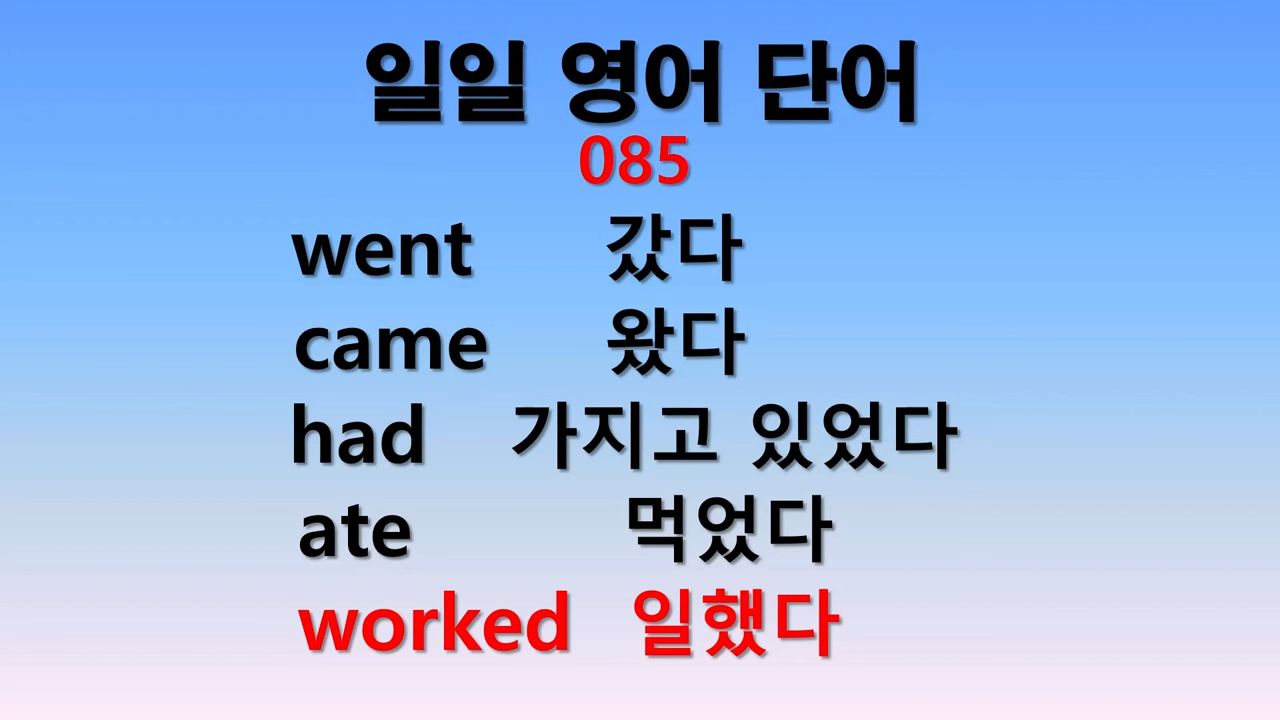 일일 영어 단어
085
went 갔다
came 왔다
had 가지고 있었다
ate 먹었다
worked 일했다